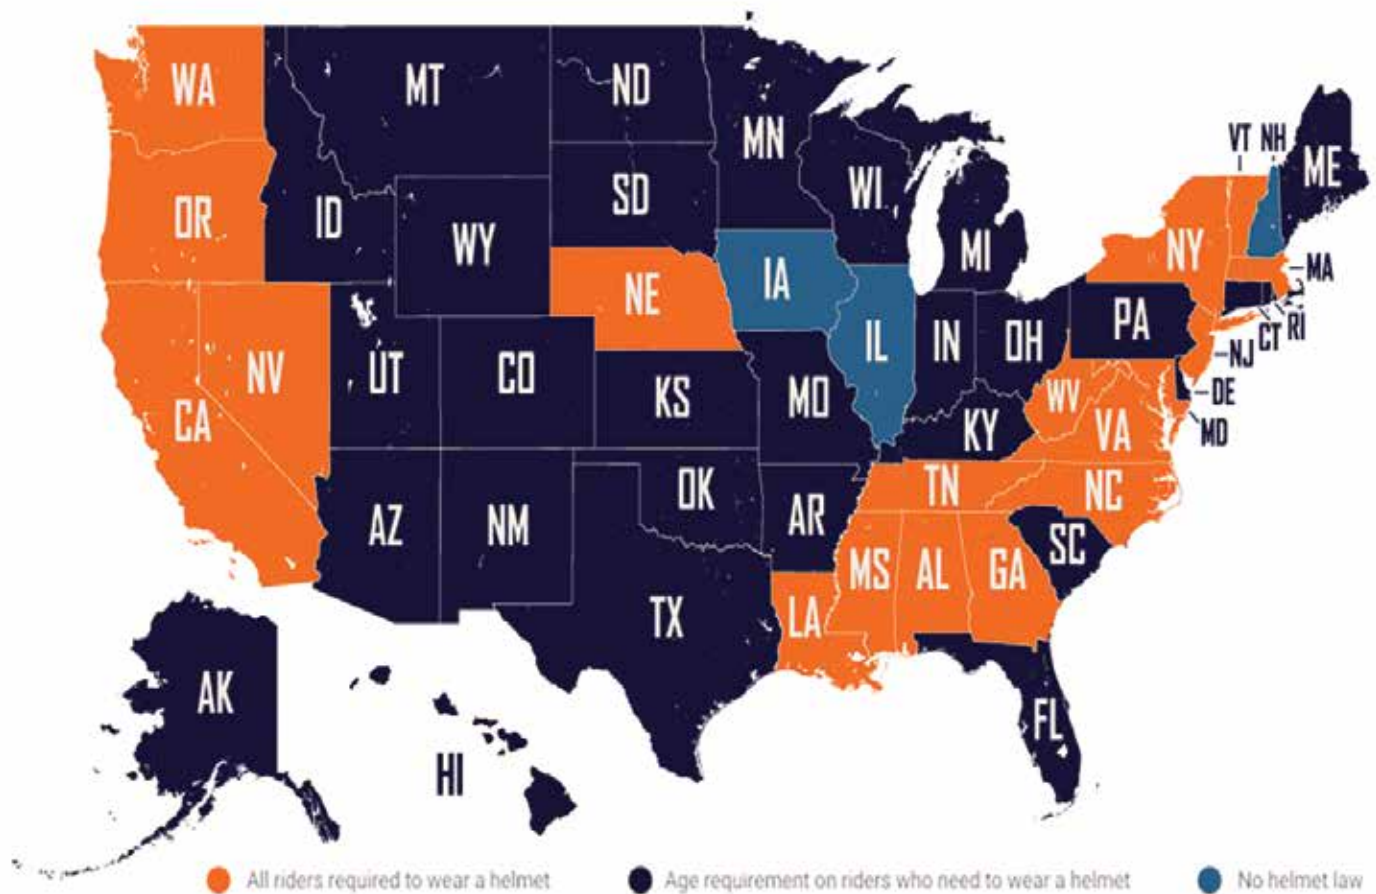 WA
MT
ND
MN
VT NH
ME
OR
ID
SD
WI
WY
MI
NY
MA
NE
IA
CT RI
PA
NV
UT
CO
IL
IN
OH
NJ
CA
KS
MO
WV
DE
KY
VA
MD
TN
NC
AZ
NM
OK
AR
SC
MS
AL
GA
TX
LA
AK
FL
HI
All riders required to wear a helmet
Age requirement on riders who need to wear a helmet
No helmet law